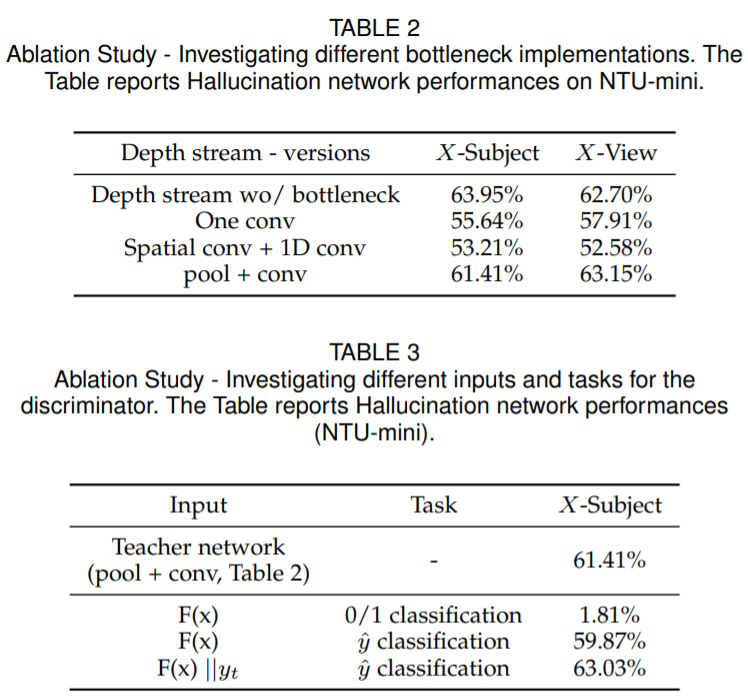 TABLE 2
Ablation Study - Investigating different bottleneck implementations. The
Table reports Hallucination network performances on NTU-mini.
Depth stream - versions X-Subject X-View
Depth stream wo/ bottleneck 63.95% 62.70%
One conv 55.64% 57.91%
Spatial conv + 1D conv 53.21% 52.58%
pool + conv 61.41% 63.15%
TABLE 3
Ablation Study - Investigating different inputs and tasks for the
discriminator. The Table reports Hallucination network performances
(NTU-mini).
Input Task X-Subject
Teacher network
(pool + conv, Table 2) - 61.41%
F(x) 0/1 classification 1.81%
F(x) ŷ classification 59.87%
F(x) ||yₜ ŷ classification 63.03%